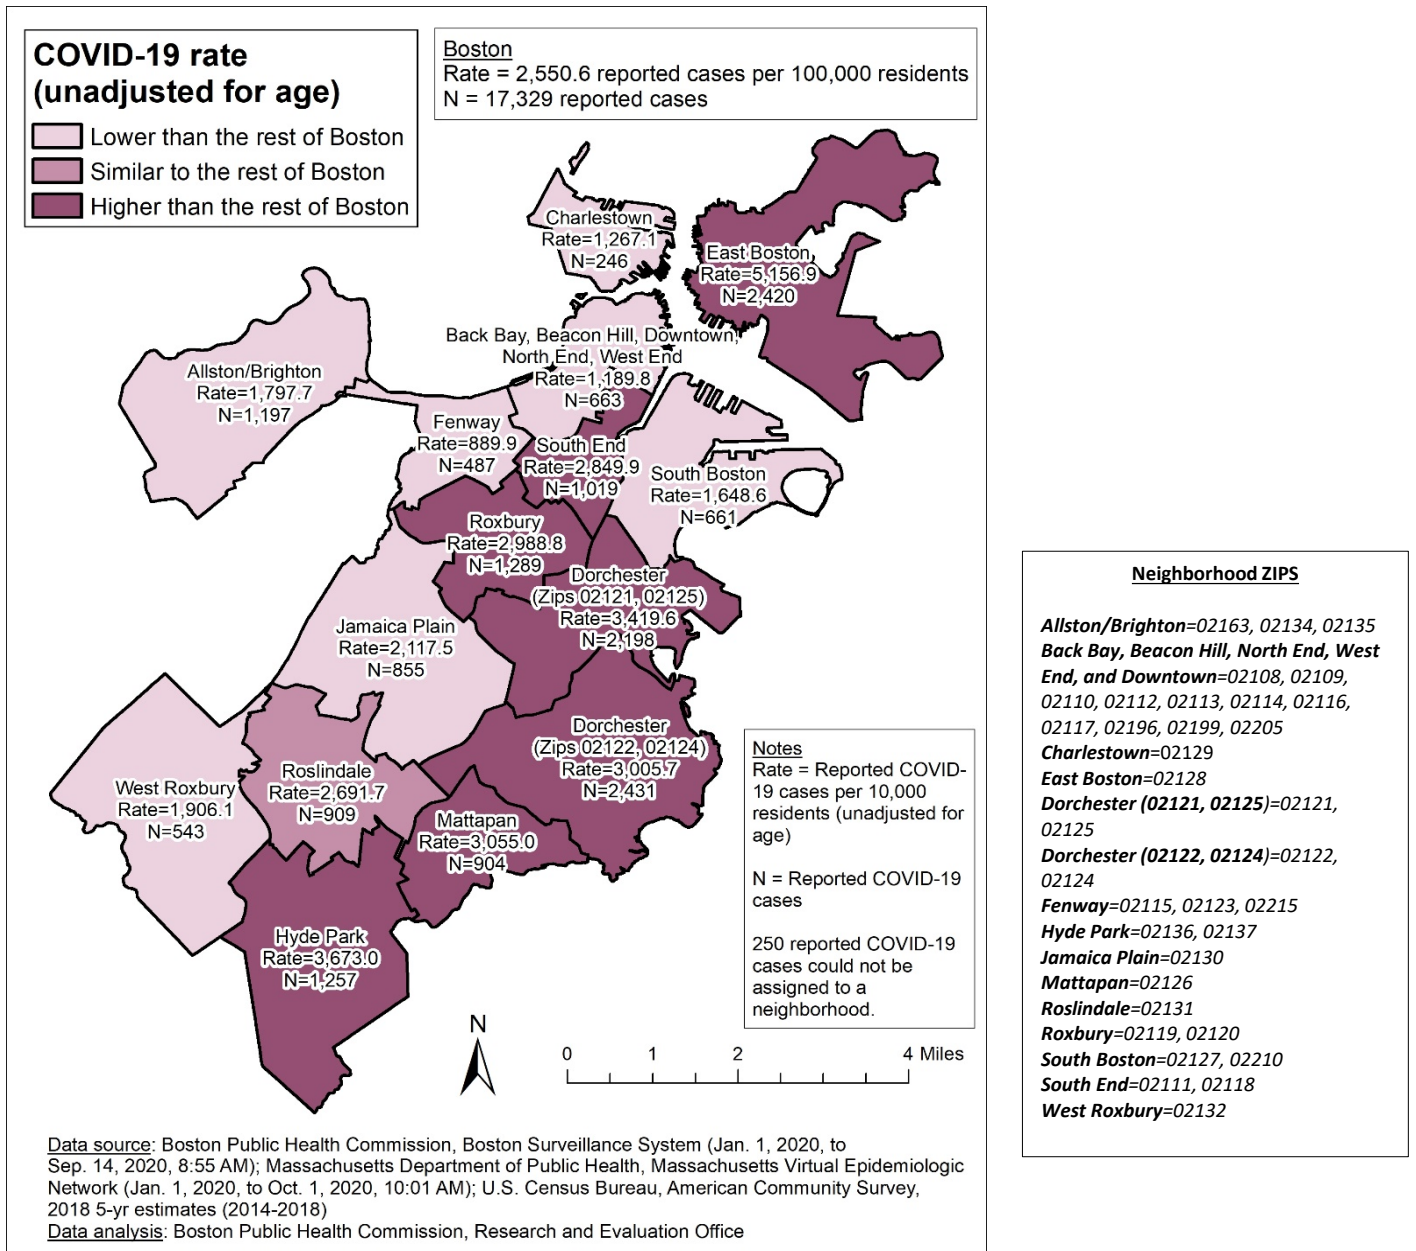 COVID-19 rate
(unadjusted for age)
Lower than the rest of Boston
Similar to the rest of Boston
Higher than the rest of Boston
Boston
Rate = 2,550.6 reported cases per 100,000 residents
N = 17,329 reported cases
Charlestown
Rate=1,267.1
N=246
East Boston
Rate=5,156.9
N=2,420
Back Bay, Beacon Hill, Downtown,
North End, West End
Rate=1,189.8
N=663
Allston/Brighton
Rate=1,797.7
N=1,197
Fenway
Rate=889.9
N=487
South End
Rate=2,849.9
N=1,019
South Boston
Rate=1,648.6
N=661
Roxbury
Rate=2,988.8
N=1,289
Dorchester
(Zips 02121, 02125)
Rate=3,419.6
N=2,198
Jamaica Plain
Rate=2,117.5
N=855
Dorchester
(Zips 02122, 02124)
Rate=3,005.7
N=2,431
West Roxbury
Rate=1,906.1
N=543
Roslindale
Rate=2,691.7
N=909
Mattapan
Rate=3,055.0
N=904
Hyde Park
Rate=3,673.0
N=1,257
Notes
Rate = Reported COVID-
19 cases per 10,000
residents (unadjusted for
age)
N = Reported COVID-19
cases
250 reported COVID-19
cases could not be
assigned to a
neighborhood.
N
0 1 2 4 Miles
Data source: Boston Public Health Commission, Boston Surveillance System (Jan. 1, 2020, to
Sep. 14, 2020, 8:55 AM); Massachusetts Department of Public Health, Massachusetts Virtual Epidemiologic
Network (Jan. 1, 2020, to Oct. 1, 2020, 10:01 AM); U.S. Census Bureau, American Community Survey,
2018 5-yr estimates (2014-2018)
Data analysis: Boston Public Health Commission, Research and Evaluation Office
Neighborhood ZIPS
Allston/Brighton=02163, 02134, 02135
Back Bay, Beacon Hill, North End, West
End, and Downtown=02108, 02109,
02110, 02112, 02113, 02114, 02116,
02117, 02196, 02199, 02205
Charlestown=02129
East Boston=02128
Dorchester (02121, 02125)=02121,
02125
Dorchester (02122, 02124)=02122,
02124
Fenway=02115, 02123, 02215
Hyde Park=02136, 02137
Jamaica Plain=02130
Mattapan=02126
Roslindale=02131
Roxbury=02119, 02120
South Boston=02127, 02210
South End=02111, 02118
West Roxbury=02132